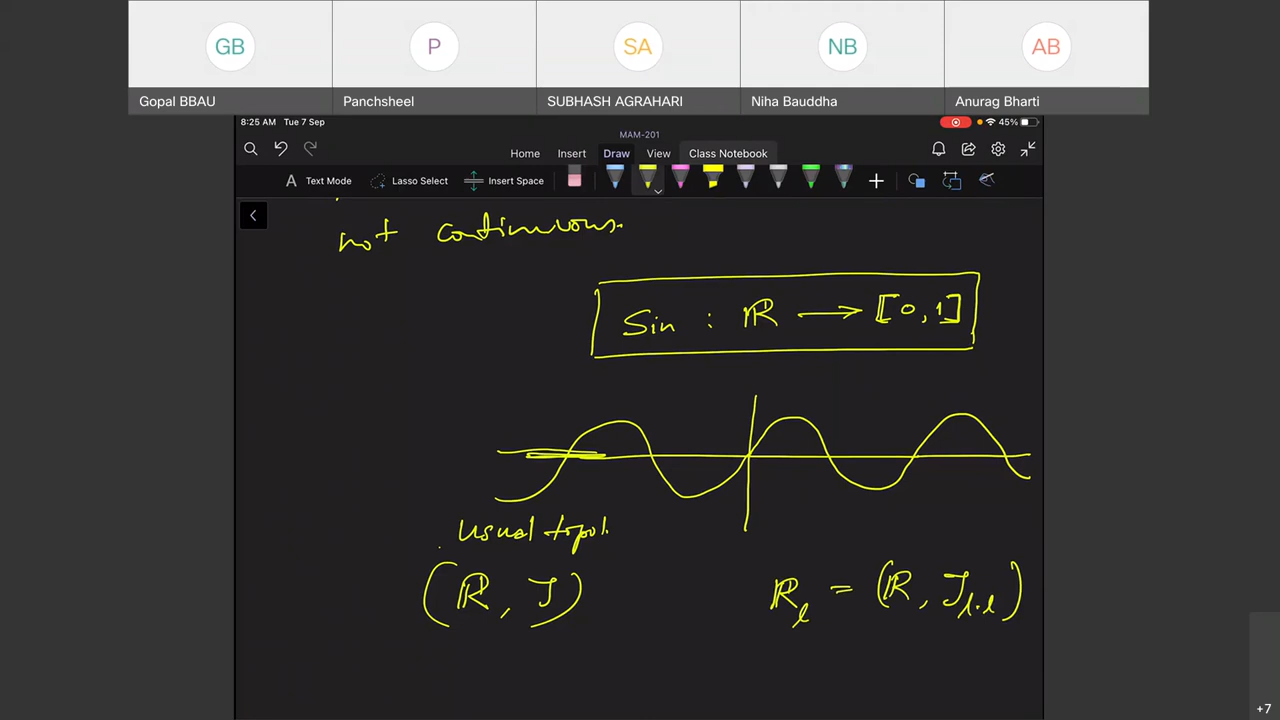 GB P SA NB AB
Gopal BBAU Panchsheel SUBHASH AGRAHARI Niha Bauddha Anurag Bharti
8:25 AM Tue 7 Sep 45%
MAM-201
Home Insert Draw View Class Notebook
A Text Mode Lasso Select Insert Space
not continuous.
Sin : ℝ ⟶ [0,1]
usual topol.
(ℝ, J) ℝ_l = (ℝ, J_l.l)
+7